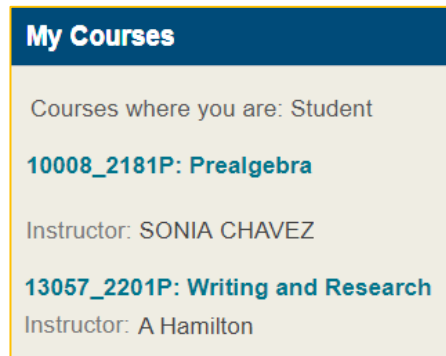 My Courses
Courses where you are: Student
10008_2181P: Prealgebra
Instructor: SONIA CHAVEZ
13057_2201P: Writing and Research
Instructor: A Hamilton